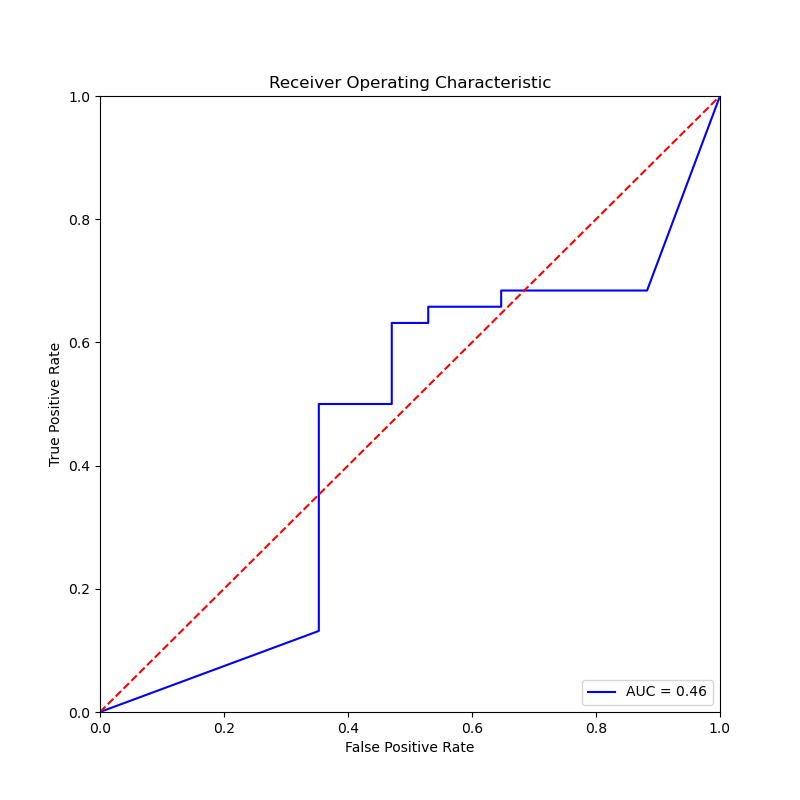 Receiver Operating Characteristic
1.0
0.8
0.6
0.4
0.2
0.0
True Positive Rate
AUC = 0.46
0.0 0.2 0.4 0.6 0.8 1.0
False Positive Rate